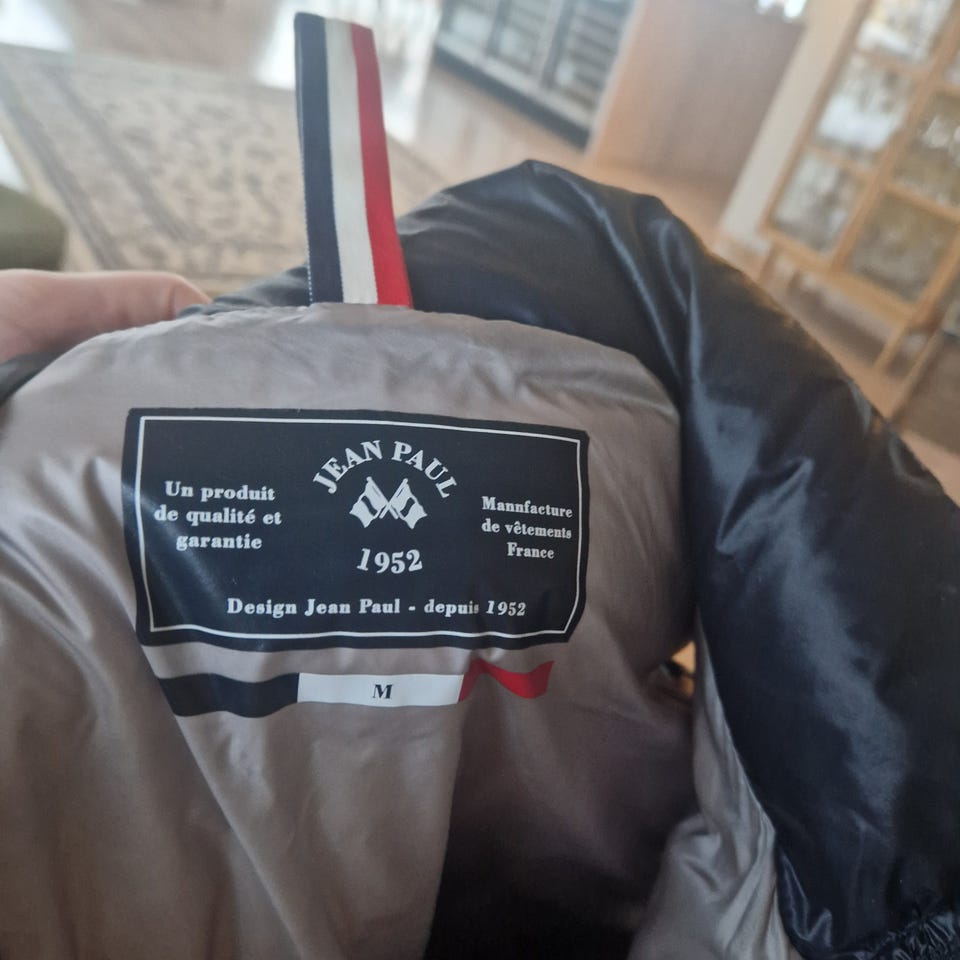 JEAN PAUL
Un produit
de qualité et
garantie
1952
Mannfacture
de vêtements
France
Design Jean Paul - depuis 1952
M